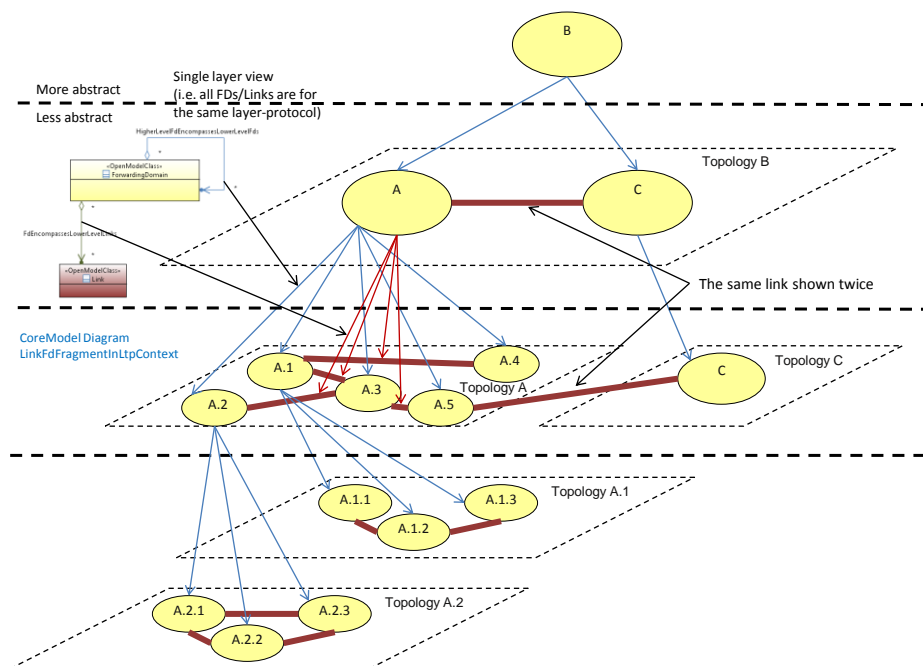 B
Single layer view
(i.e. all FDs/Links are for
the same layer-protocol)
More abstract
Less abstract
HigherLevelFdEncompassesLowerLevelFds
*
«OpenModelClass»
ForwardingDomain
*
*
FdEncompassesLowerLevelLinks
*
«OpenModelClass»
Link
Topology B
A
C
The same link shown twice
CoreModel Diagram
LinkFdFragmentInLtpContext
Topology C
A.1
A.4
A.3
Topology A
A.2
A.5
C
Topology A.1
A.1.1
A.1.3
A.1.2
Topology A.2
A.2.1
A.2.3
A.2.2